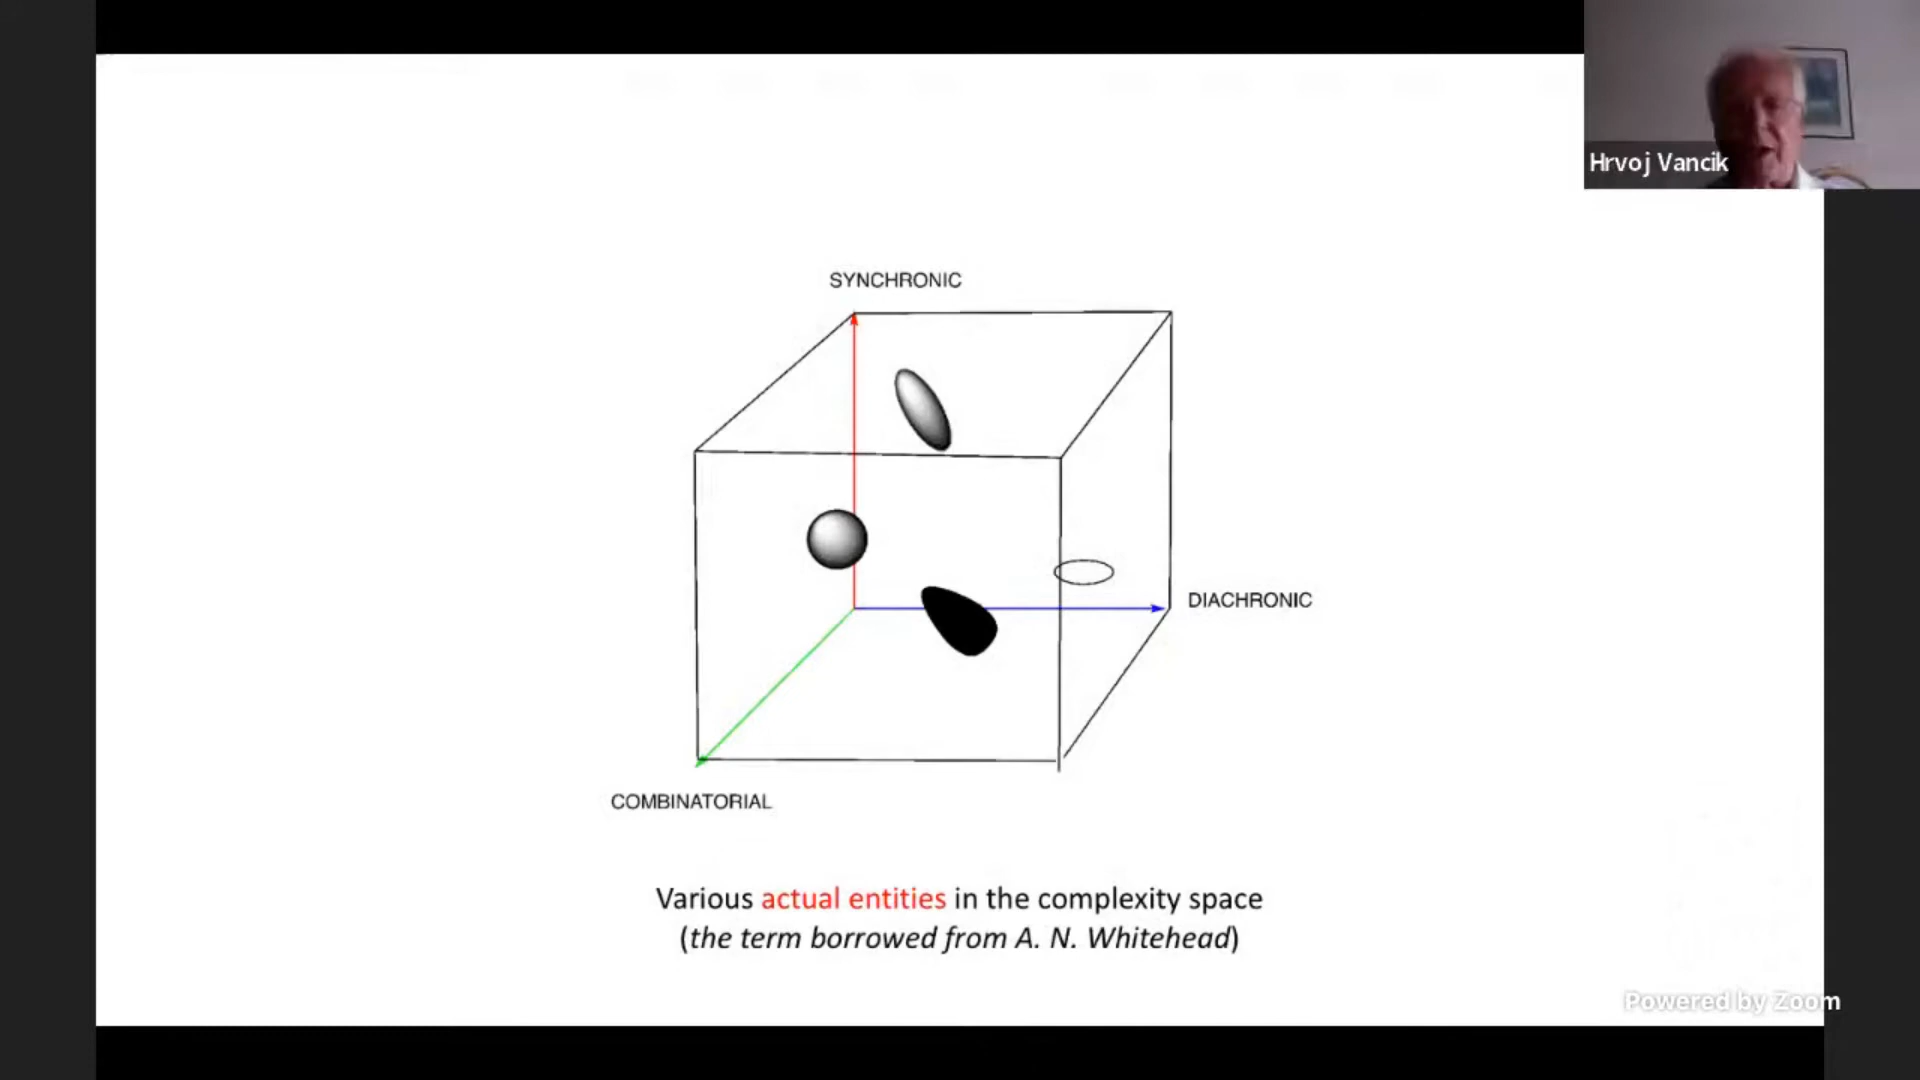 Hrvoj Vancik
SYNCHRONIC
DIACHRONIC
COMBINATORIAL
Various actual entities in the complexity space
(the term borrowed from A. N. Whitehead)
Powered by Zoom